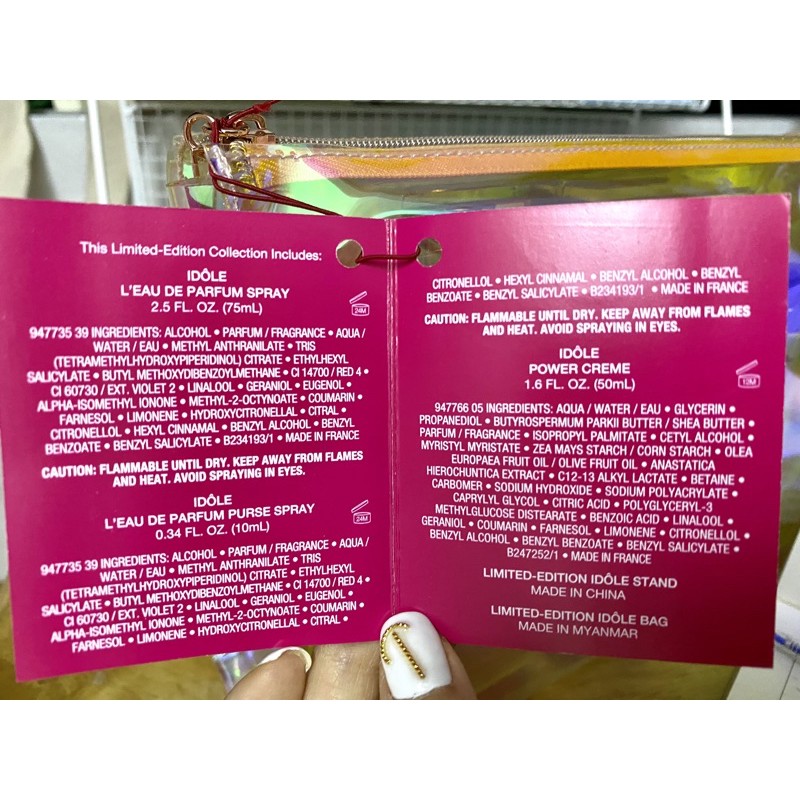 This Limited-Edition Collection Includes:
IDÔLE
L'EAU DE PARFUM SPRAY
2.5 FL. OZ. (75mL)
24M
947735 39 INGREDIENTS: ALCOHOL • PARFUM / FRAGRANCE • AQUA /
WATER / EAU • METHYL ANTHRANILATE • TRIS
(TETRAMETHYLHYDROXYPIPERIDINOL) CITRATE • ETHYLHEXYL
SALICYLATE • BUTYL METHOXYDIBENZOYLMETHANE • CI 14700 / RED 4 •
CI 60730 / EXT. VIOLET 2 • LINALOOL • GERANIOL • EUGENOL •
ALPHA-ISOMETHYL IONONE • METHYL-2-OCTYNOATE • COUMARIN •
FARNESOL • LIMONENE • HYDROXYCITRONELLAL • CITRAL •
CITRONELLOL • HEXYL CINNAMAL • BENZYL ALCOHOL • BENZYL
BENZOATE • BENZYL SALICYLATE • B234193/1 • MADE IN FRANCE
CAUTION: FLAMMABLE UNTIL DRY. KEEP AWAY FROM FLAMES
AND HEAT. AVOID SPRAYING IN EYES.
IDÔLE
L'EAU DE PARFUM PURSE SPRAY
0.34 FL. OZ. (10mL)
24M
947735 39 INGREDIENTS: ALCOHOL • PARFUM / FRAGRANCE • AQUA /
WATER / EAU • METHYL ANTHRANILATE • TRIS
(TETRAMETHYLHYDROXYPIPERIDINOL) CITRATE • ETHYLHEXYL
SALICYLATE • BUTYL METHOXYDIBENZOYLMETHANE • CI 14700 / RED 4 •
CI 60730 / EXT. VIOLET 2 • LINALOOL • GERANIOL • EUGENOL •
ALPHA-ISOMETHYL IONONE • METHYL-2-OCTYNOATE • COUMARIN •
FARNESOL • LIMONENE • HYDROXYCITRONELLAL • CITRAL •
CITRONELLOL • HEXYL CINNAMAL • BENZYL ALCOHOL • BENZYL
BENZOATE • BENZYL SALICYLATE • B234193/1 • MADE IN FRANCE
CAUTION: FLAMMABLE UNTIL DRY. KEEP AWAY FROM FLAMES
AND HEAT. AVOID SPRAYING IN EYES.
IDÔLE
POWER CREME
1.6 FL. OZ. (50mL)
12M
947766 05 INGREDIENTS: AQUA / WATER / EAU • GLYCERIN •
PROPANEDIOL • BUTYROSPERMUM PARKII BUTTER / SHEA BUTTER •
PARFUM / FRAGRANCE • ISOPROPYL PALMITATE • CETYL ALCOHOL •
MYRISTYL MYRISTATE • ZEA MAYS STARCH / CORN STARCH • OLEA
EUROPAEA FRUIT OIL / OLIVE FRUIT OIL • ANASTATICA
HIEROCHUNTICA EXTRACT • C12-13 ALKYL LACTATE • BETAINE •
CARBOMER • SODIUM HYDROXIDE • SODIUM POLYACRYLATE •
CAPRYLYL GLYCOL • CITRIC ACID • POLYGLYCERYL-3
METHYLGLUCOSE DISTEARATE • BENZOIC ACID • LINALOOL •
GERANIOL • COUMARIN • FARNESOL • LIMONENE • CITRONELLOL •
BENZYL ALCOHOL • BENZYL BENZOATE • BENZYL SALICYLATE •
B247252/1 • MADE IN FRANCE
LIMITED-EDITION IDÔLE STAND
MADE IN CHINA
LIMITED-EDITION IDÔLE BAG
MADE IN MYANMAR